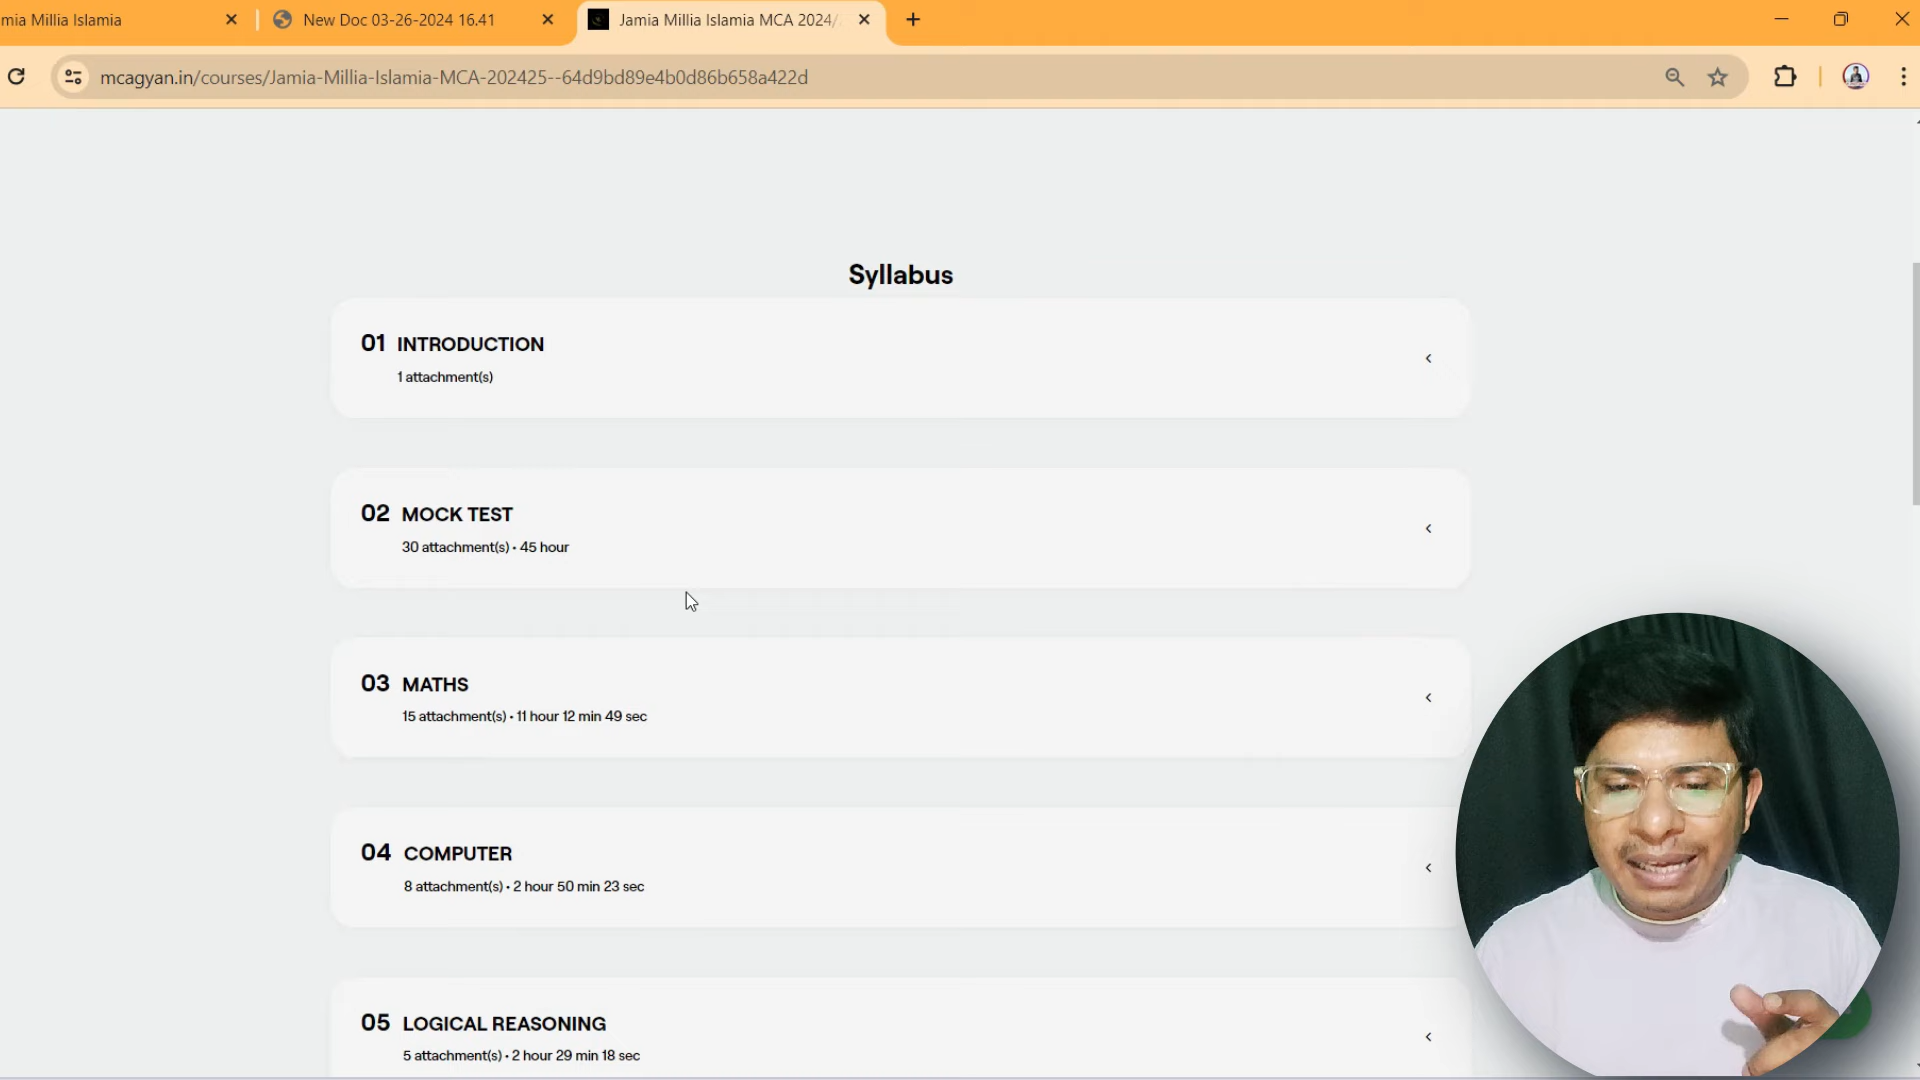 mia Millia Islamia
New Doc 03-26-2024 16.41
Jamia Millia Islamia MCA 2024/
mcagyan.in/courses/Jamia-Millia-Islamia-MCA-202425--64d9bd89e4b0d86b658a422d
Syllabus
01 INTRODUCTION
1 attachment(s)
02 MOCK TEST
30 attachment(s) • 45 hour
03 MATHS
15 attachment(s) • 11 hour 12 min 49 sec
04 COMPUTER
8 attachment(s) • 2 hour 50 min 23 sec
05 LOGICAL REASONING
5 attachment(s) • 2 hour 29 min 18 sec